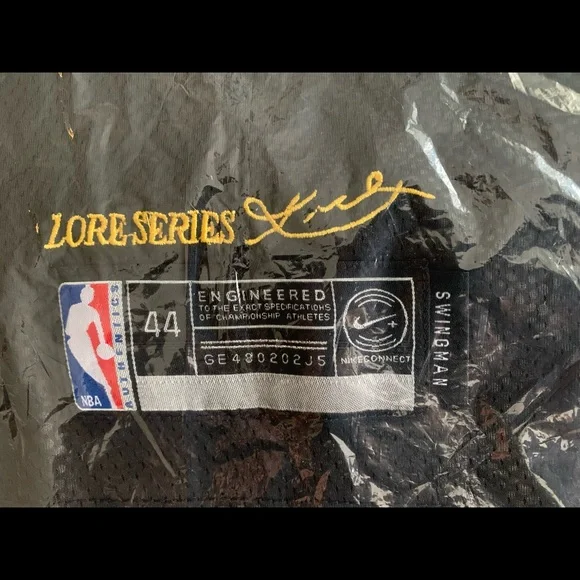 LORE SERIES
NBA
AUTHENTICS
44
ENGINEERED
TO THE EXACT SPECIFICATIONS
OF CHAMPIONSHIP ATHLETES
GE480202J5
NIKECONNECT
SWINGMAN